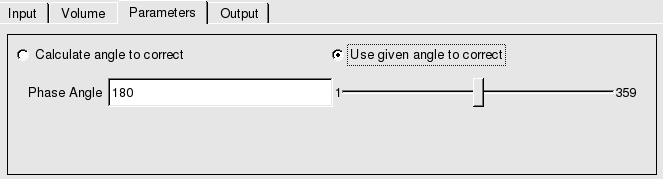 Input Volume Parameters Output
Calculate angle to correct Use given angle to correct
Phase Angle 180 1 359